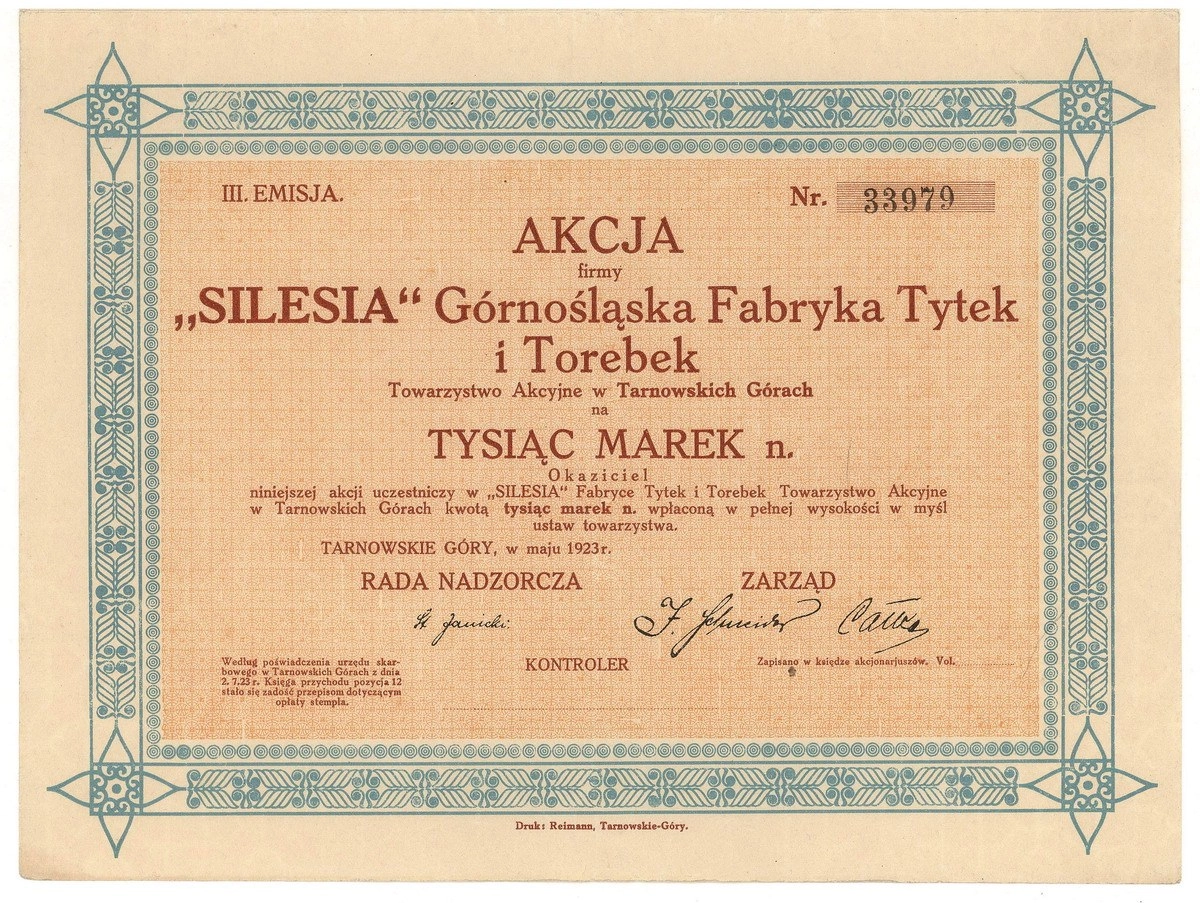 III. EMISJA.
Nr. 33979
AKCJA
firmy
„SILESIA“ Górnośląska Fabryka Tytek
i Torebek
Towarzystwo Akcyjne w Tarnowskich Górach
na
TYSIĄC MAREK n.
Okaziciel
niniejszej akcji uczestniczy w „SILESIA“ Fabryce Tytek i Torebek Towarzystwo Akcyjne
w Tarnowskich Górach kwotą tysiąc marek n. wpłaconą w pełnej wysokości w myśl
ustaw towarzystwa.
TARNOWSKIE GÓRY, w maju 1923 r.
RADA NADZORCZA
ZARZĄD
St Janicki
J. Schneider
Według poświadczenia urzędu skar-
bowego w Tarnowskich Górach z dnia
2. 7.23 r. Księga przychodu pozycja 12
stało się zadość przepisom dotyczącym
opłaty stempla.
KONTROLER
Zapisano w księdze akcjonarjuszów. Vol.
Druk: Reimann, Tarnowskie-Góry.